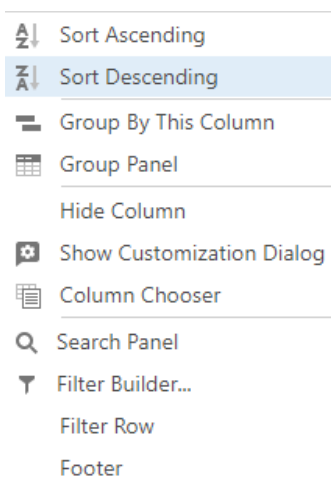 Sort Ascending
Sort Descending
Group By This Column
Group Panel
Hide Column
Show Customization Dialog
Column Chooser
Search Panel
Filter Builder...
Filter Row
Footer